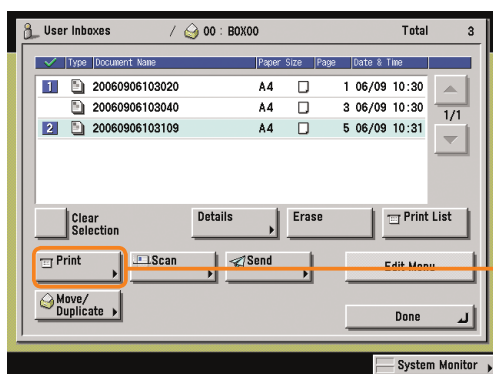 User Inboxes / 00 : BOX00 Total 3
Type Document Name Paper Size Page Date & Time
1 20060906103020 A4 1 06/09 10:30
20060906103040 A4 3 06/09 10:30
2 20060906103109 A4 5 06/09 10:31
1/1
Clear Selection Details Erase Print List
Print Scan Send Edit Menu
Move/ Duplicate Done
System Monitor